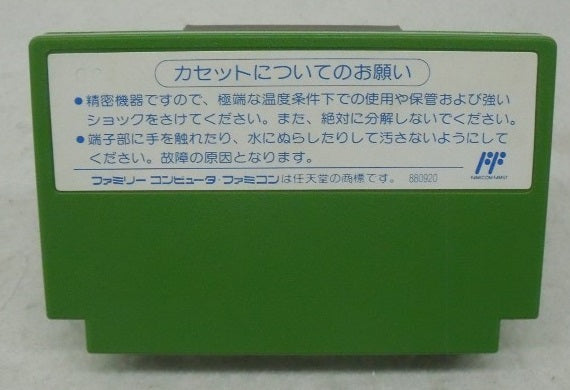 カセットについてのお願い
●精密機器ですので、極端な温度条件下での使用や保管および強い
ショックをさけてください。また、絶対に分解しないでください。
●端子部に手を触れたり、水にぬらしたりして汚さないようにして
ください。故障の原因となります。
ファミリーコンピュータ・ファミコンは任天堂の商標です。 880920
FAMICOM FAMILY